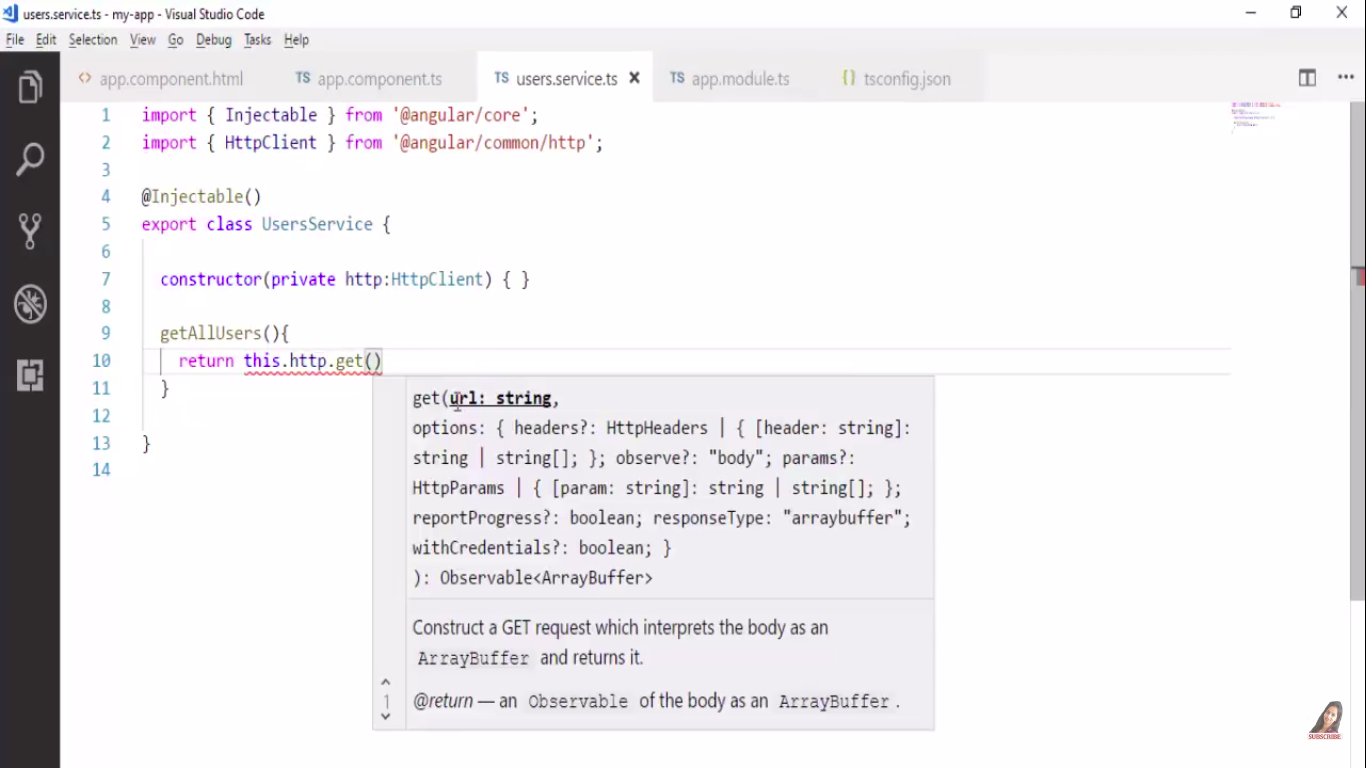 users.service.ts - my-app - Visual Studio Code
File Edit Selection View Go Debug Tasks Help
<> app.component.html TS app.component.ts TS users.service.ts × TS app.module.ts {} tsconfig.json ...
1 import { Injectable } from '@angular/core';
2 import { HttpClient } from '@angular/common/http';
3
4 @Injectable()
5 export class UsersService {
6
7 constructor(private http:HttpClient) { }
8
9 getAllUsers(){
10 return this.http.get()
11 }
12
13 }
14
get(url: string,
options: { headers?: HttpHeaders | { [header: string]:
string | string[]; }; observe?: "body"; params?:
HttpParams | { [param: string]: string | string[]; };
reportProgress?: boolean; responseType: "arraybuffer";
withCredentials?: boolean; }
): Observable<ArrayBuffer>
Construct a GET request which interprets the body as an
ArrayBuffer and returns it.
1 @return — an Observable of the body as an ArrayBuffer .
SUBSCRIBE